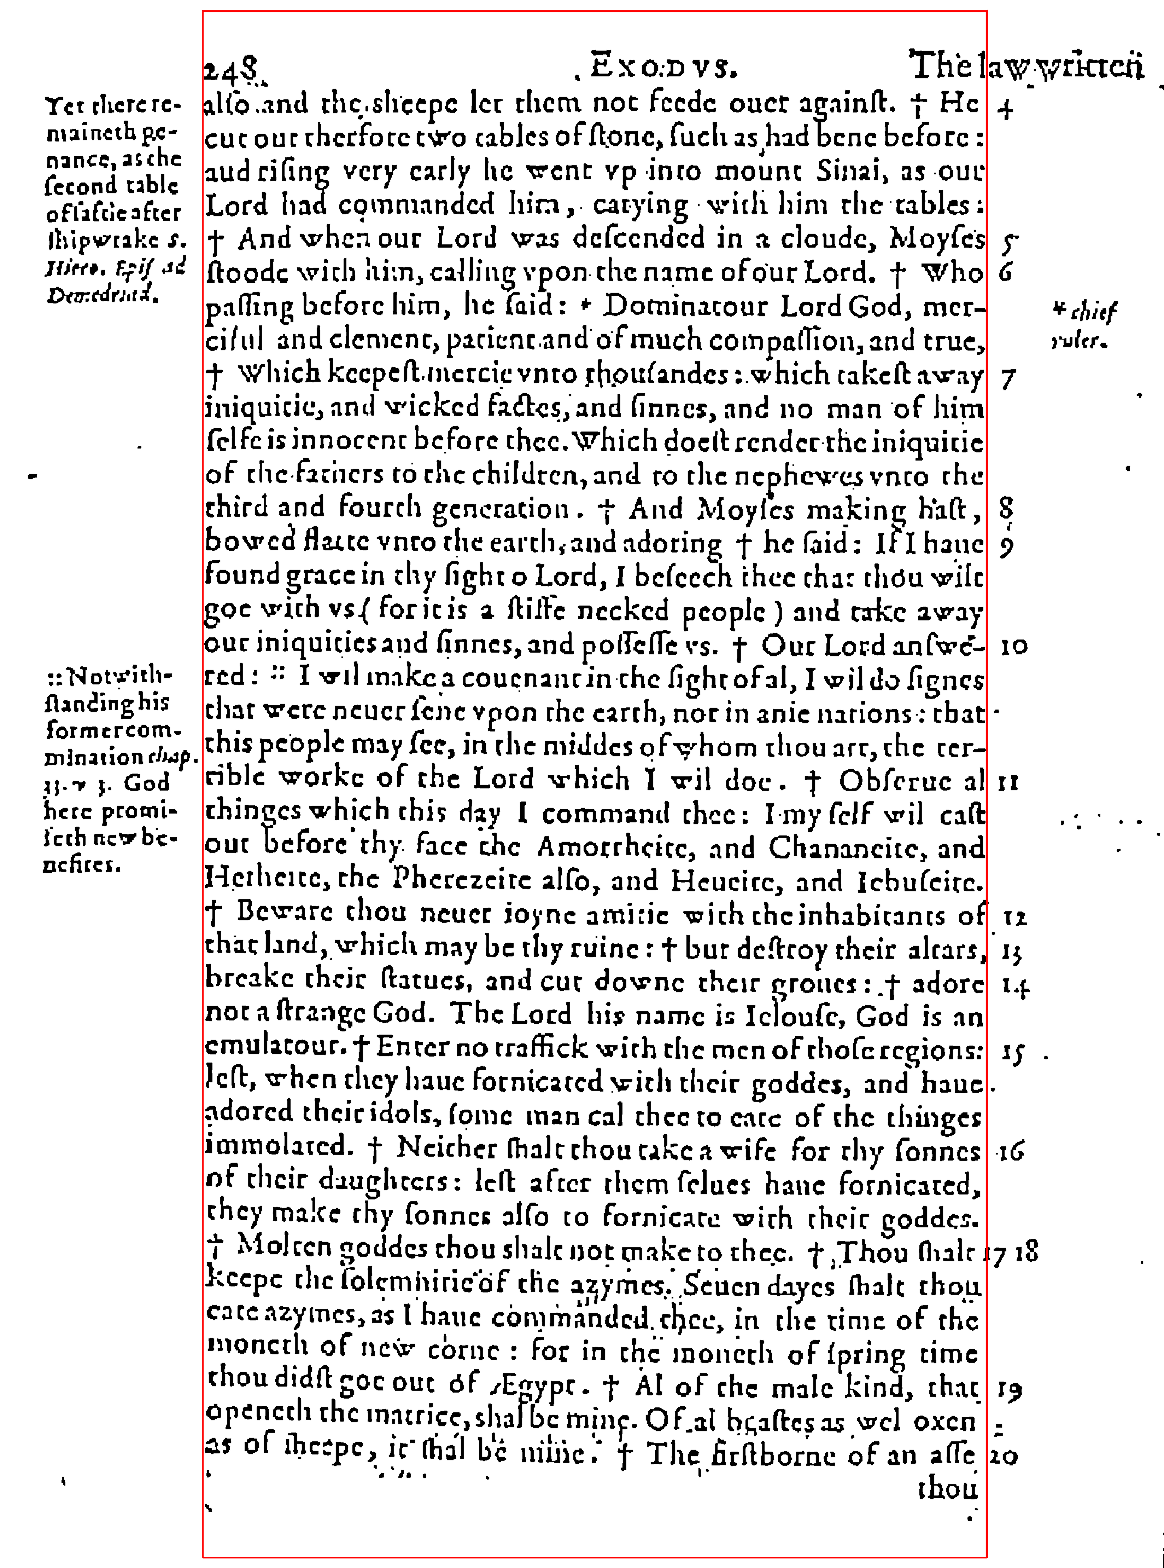 248 EXODVS. The law written
Yet there re-
maineth pe-
nance, as the
second table
of safetie after
shipwrake S.
Hiero. Epis ad
Demedriad.
also and the sheepe let them not feede ouer against. † He 4
cut out therfore two tables of stone, such as had bene before:
aud rising very early he went vp into mount Sinai, as our
Lord had commanded him, carying with him the tables:
† And when our Lord was descended in a cloude, Moyses 5
stoode with him, calling vpon the name of our Lord. † Who 6
passing before him, he said: * Dominatour Lord God, mer-
ciful and clement, patient and of much compassion, and true,
† Which keepest mercie vnto thousandes: which takest away 7
iniquitie, and wicked factes, and sinnes, and no man of him
selfe is innocent before thee. Which doest render the iniquitie
of the fathers to the children, and to the nephewes vnto the
third and fourth generation. † And Moyses making hast, 8
bowed flatte vnto the earth, and adoring † he said: If I haue 9
found grace in thy sight o Lord, I beseech thee that thou wilt
goe with vs ( for it is a stiffe necked people ) and take away
our iniquities and sinnes, and possesse vs. † Our Lord answe- 10
red: :: I wil make a couenant in the sight of al, I wil do signes
that were neuer sene vpon the earth, nor in anie nations: that
this people may see, in the middes of whom thou art, the ter-
rible worke of the Lord which I wil doe. † Obserue al 11
thinges which this day I command thee: I my self wil cast
out before thy face the Amorrheite, and Chananeite, and
Hetheite, the Pherezeite also, and Heueite, and Iebuseite.
† Beware thou neuer ioyne amitie with the inhabitants of 12
that land, which may be thy ruine: † but destroy their altars, 13
breake their statues, and cut downe their groues: † adore 14
not a strange God. The Lord his name is Ielouse, God is an
emulatour. † Enter no traffick with the men of those regions: 15
lest, when they haue fornicated with their goddes, and haue
adored their idols, some man cal thee to eate of the thinges
immolated. † Neither shalt thou take a wife for thy sonnes 16
of their daughters: lest after them selues haue fornicated,
they make thy sonnes also to fornicate with their goddes.
† Molten goddes thou shalt not make to thee. † Thou shalt 17 18
keepe the solemnitie of the azymes. Seuen dayes shalt thou
eate azymes, as I haue commanded thee, in the time of the
moneth of new corne: for in the moneth of spring time
thou didst goe out of Ægypt. † Al of the male kind, that 19
openeth the matrice, shal be mine. Of al beastes as wel oxen
as of sheepe, it shal be mine. † The firstborne of an asse 20
thou
* chief
ruler.
:: Notwith-
standing his
former com-
mination chap.
33. v 3. God
here promi-
seth new be-
nefites.